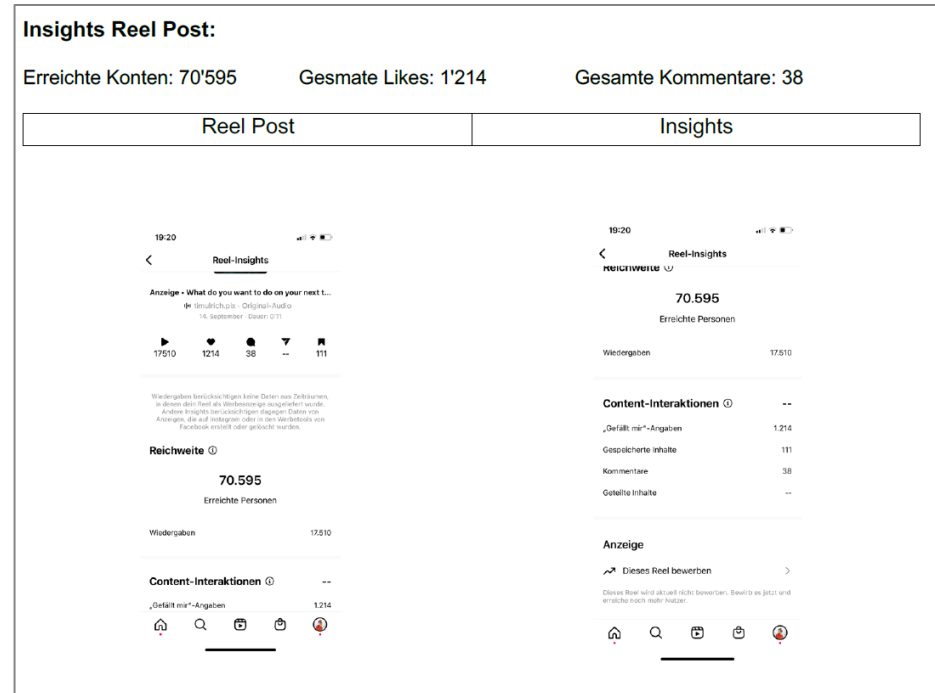 Insights Reel Post:
Erreichte Konten: 70'595 Gesmate Likes: 1'214 Gesamte Kommentare: 38
Reel Post Insights
19:20
Reel-Insights
Anzeige • What do you want to do on your next t...
timulrich.pix · Original-Audio
14. September · Dauer: 0:11
17510 1214 38 -- 111
Wiedergaben berücksichtigen keine Daten aus Zeiträumen,
in denen dein Reel als Werbeanzeige ausgeliefert wurde.
Andere Insights berücksichtigen dagegen Daten von
Anzeigen, die auf Instagram oder in den Werbetools von
Facebook erstellt oder gelöscht wurden.
Reichweite
70.595
Erreichte Personen
Wiedergaben 17.510
Content-Interaktionen --
„Gefällt mir"-Angaben 1.214
19:20
Reel-Insights
Reichweite
70.595
Erreichte Personen
Wiedergaben 17.510
Content-Interaktionen --
„Gefällt mir"-Angaben 1.214
Gespeicherte Inhalte 111
Kommentare 38
Geteilte Inhalte --
Anzeige
Dieses Reel bewerben
Dieses Reel wird aktuell nicht beworben. Bewirb es jetzt und
erreiche noch mehr Nutzer.